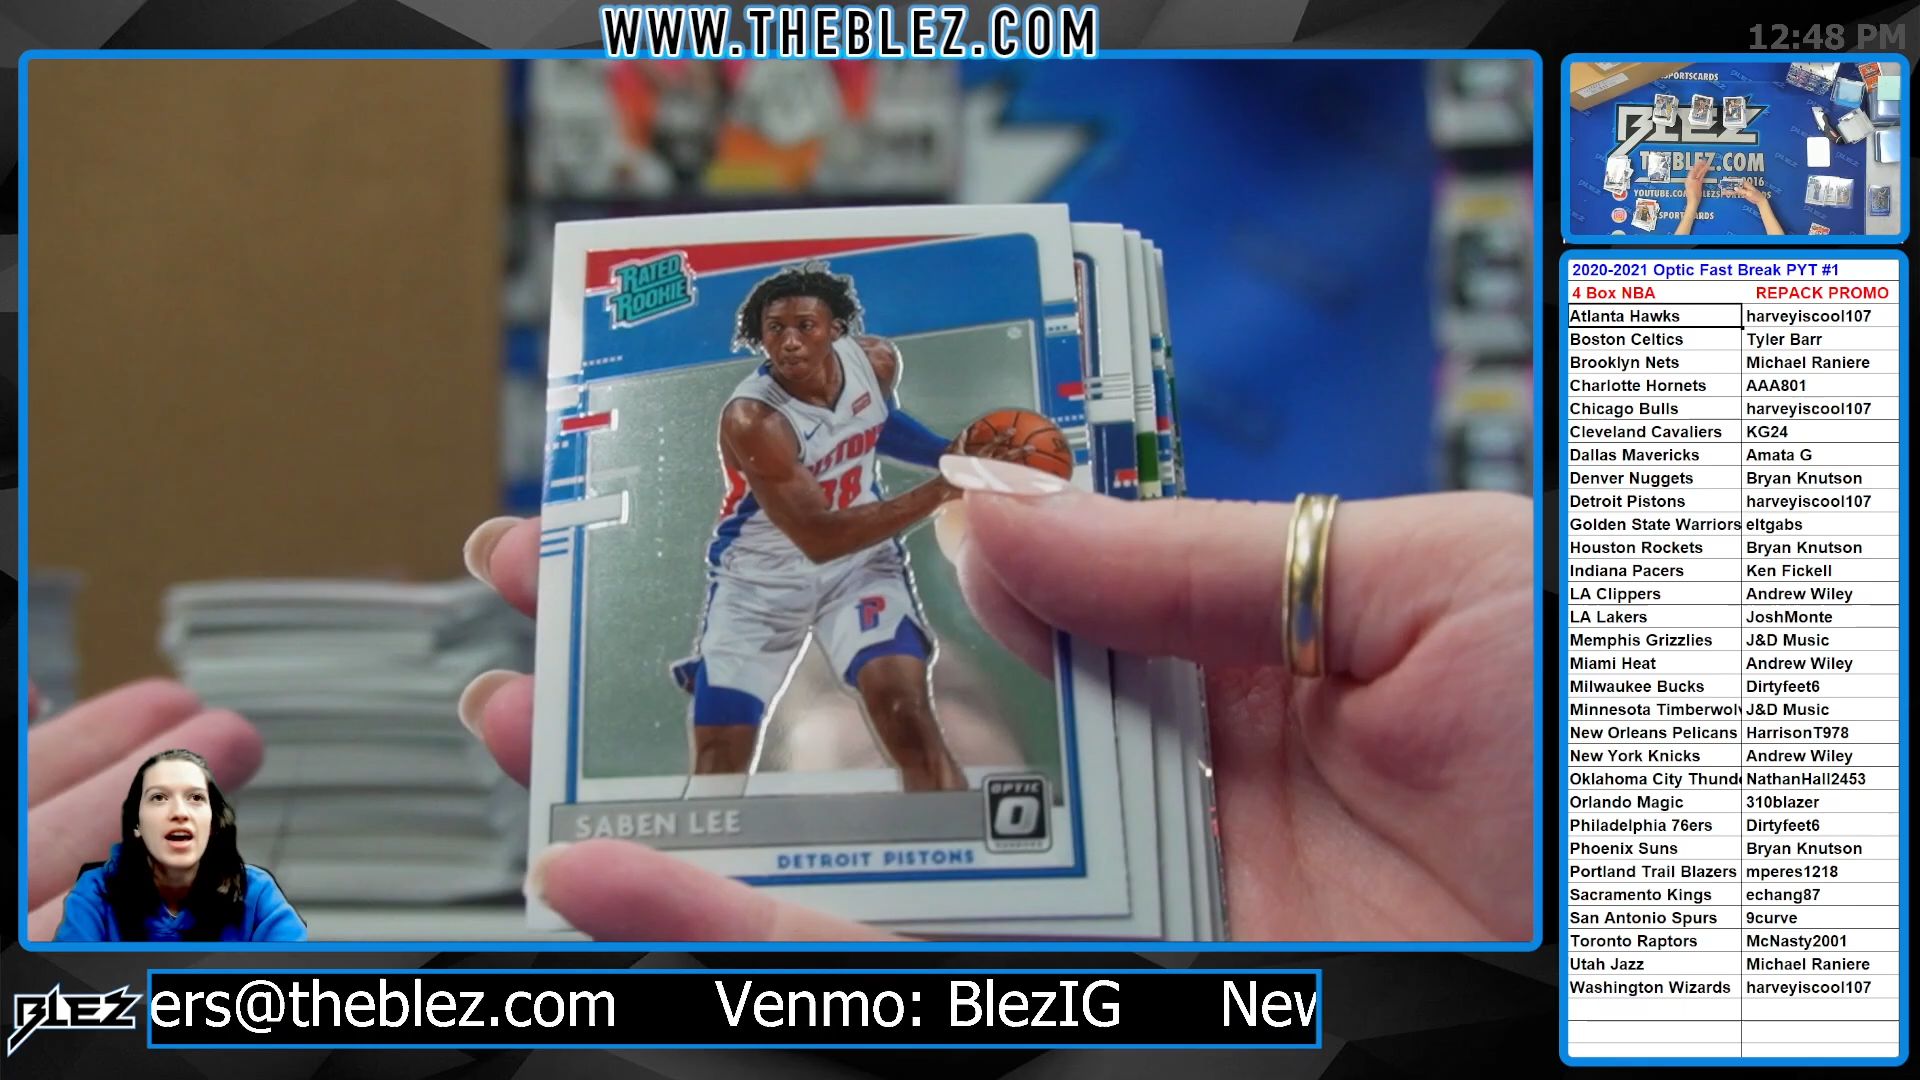 WWW.THEBLEZ.COM
12:48 PM
RATED
ROOKIE
PISTONS
38
SABEN LEE
OPTIC
DETROIT PISTONS
BLEZ
THEBLEZ.COM
2020-2021 Optic Fast Break PYT #1
4 Box NBA REPACK PROMO
Atlanta Hawks harveyiscool107
Boston Celtics Tyler Barr
Brooklyn Nets Michael Raniere
Charlotte Hornets AAA801
Chicago Bulls harveyiscool107
Cleveland Cavaliers KG24
Dallas Mavericks Amata G
Denver Nuggets Bryan Knutson
Detroit Pistons harveyiscool107
Golden State Warriors eltgabs
Houston Rockets Bryan Knutson
Indiana Pacers Ken Fickell
LA Clippers Andrew Wiley
LA Lakers JoshMonte
Memphis Grizzlies J&D Music
Miami Heat Andrew Wiley
Milwaukee Bucks Dirtyfeet6
Minnesota Timberwolv J&D Music
New Orleans Pelicans HarrisonT978
New York Knicks Andrew Wiley
Oklahoma City Thunde NathanHall2453
Orlando Magic 310blazer
Philadelphia 76ers Dirtyfeet6
Phoenix Suns Bryan Knutson
Portland Trail Blazers mperes1218
Sacramento Kings echang87
San Antonio Spurs 9curve
Toronto Raptors McNasty2001
Utah Jazz Michael Raniere
Washington Wizards harveyiscool107
BLEZ
ers@theblez.com Venmo: BlezIG New